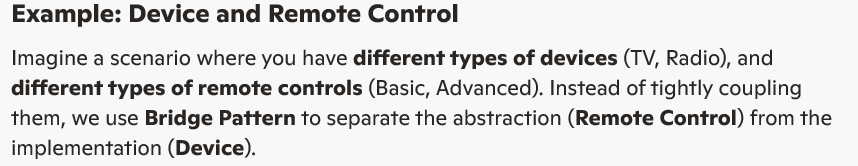 Example: Device and Remote Control
Imagine a scenario where you have different types of devices (TV, Radio), and
different types of remote controls (Basic, Advanced). Instead of tightly coupling
them, we use Bridge Pattern to separate the abstraction (Remote Control) from the
implementation (Device).